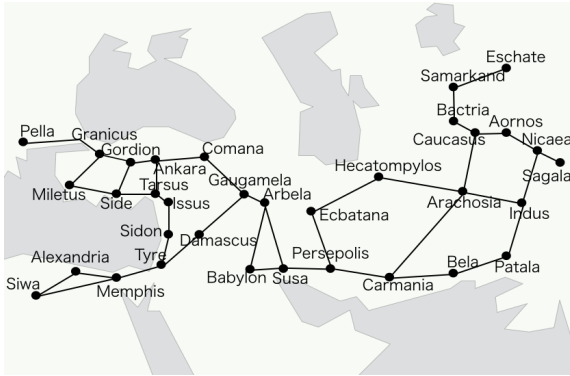 Eschate
Samarkand
Bactria
Aornos
Caucasus
Nicaea
Sagala
Pella
Granicus
Gordion
Ankara
Comana
Hecatompylos
Tarsus
Gaugamela
Arbela
Miletus
Side
Issus
Arachosia
Indus
Ecbatana
Sidon
Damascus
Alexandria
Tyre
Persepolis
Bela
Patala
Siwa
Memphis
Babylon
Susa
Carmania